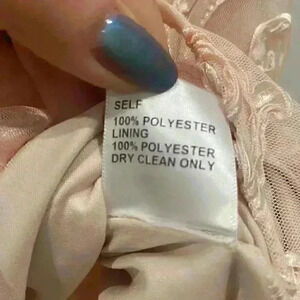 SELF
100% POLYESTER
LINING
100% POLYESTER
DRY CLEAN ONLY